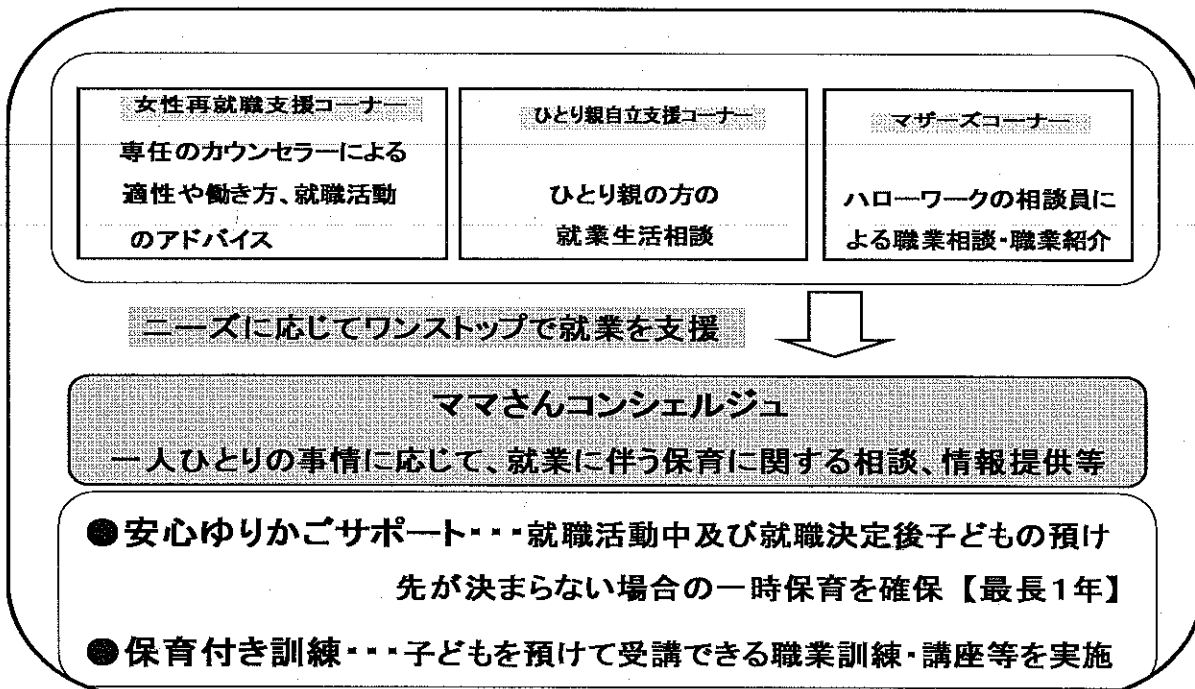 女性再就職支援コーナー
専任のカウンセラーによる
適性や働き方、就職活動
のアドバイス
ひとり親自立支援コーナー
ひとり親の方の
就業生活相談
マザーズコーナー
ハローワークの相談員に
よる職業相談・職業紹介
ニーズに応じてワンストップで就業を支援
ママさんコンシェルジュ
一人ひとりの事情に応じて、就業に伴う保育に関する相談、情報提供等
●安心ゆりかごサポート・・・就職活動中及び就職決定後子どもの預け
先が決まらない場合の一時保育を確保【最長1年】
●保育付き訓練・・・子どもを預けて受講できる職業訓練・講座等を実施